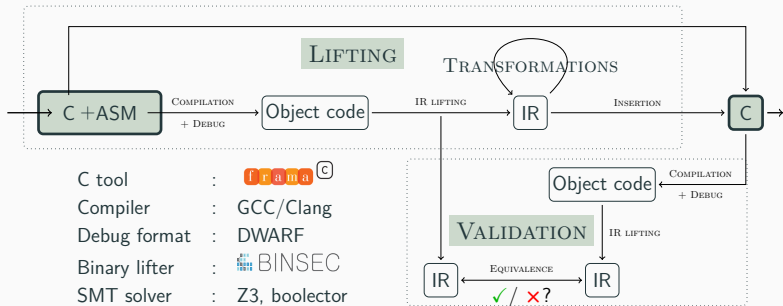 LIFTING
TRANSFORMATIONS
C +ASM
COMPILATION
+ DEBUG
Object code
IR LIFTING
IR
INSERTION
C
C tool : frama C
Compiler : GCC/Clang
Debug format : DWARF
Binary lifter : BINSEC
SMT solver : Z3, boolector
Object code
COMPILATION
+ DEBUG
VALIDATION
IR LIFTING
IR
EQUIVALENCE
IR
✓/ ×?